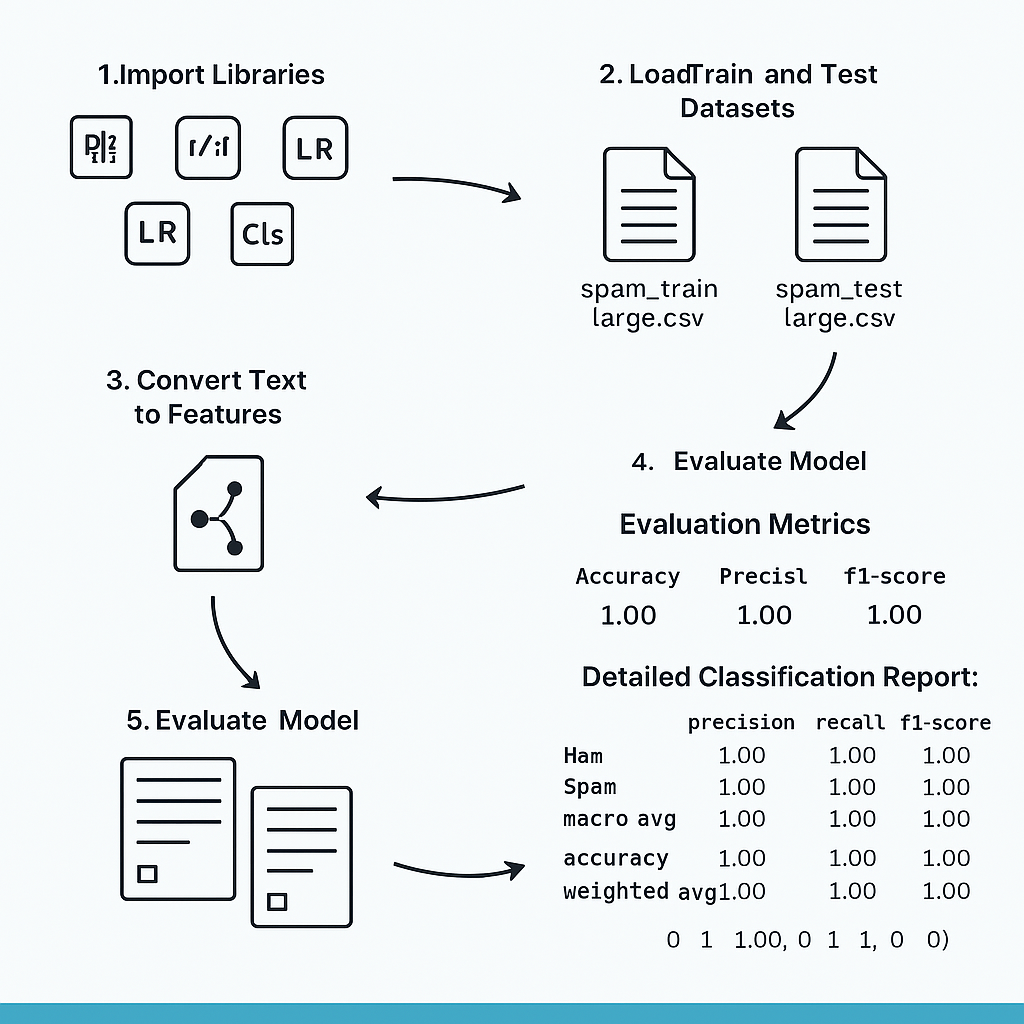 1.Import Libraries
LR
LR
Cls
2. LoadTrain and Test
Datasets
spam_train
large.csv
spam_test
large.csv
3. Convert Text
to Features
4. Evaluate Model
Evaluation Metrics
Accuracy Precisl f1-score
1.00 1.00 1.00
5. Evaluate Model
Detailed Classification Report:
precision recall f1-score
Ham 1.00 1.00 1.00
Spam 1.00 1.00 1.00
macro avg 1.00 1.00 1.00
accuracy 1.00 1.00 1.00
weighted avg1.00 1.00 1.00
0 1 1.00, 0 1 1, 0 0)